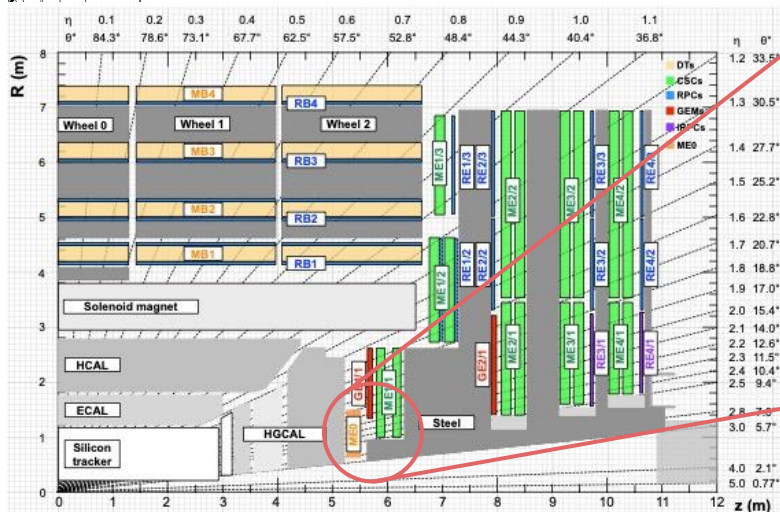 η 0.1 0.2 0.3 0.4 0.5 0.6 0.7 0.8 0.9 1.0 1.1
θ° 84.3° 78.6° 73.1° 67.7° 62.5° 57.5° 52.8° 48.4° 44.3° 40.4° 36.8° η θ°
R (m)
8 7 6 5 4 3 2 1 0
1.2 33.5°
1.3 30.5°
1.4 27.7°
1.5 25.2°
1.6 22.8°
1.7 20.7°
1.8 18.8°
1.9 17.0°
2.0 15.4°
2.1 14.0°
2.2 12.6°
2.3 11.5°
2.4 10.4°
2.5 9.4°
2.8
3.0 5.7°
4.0 2.1°
5.0 0.77°
DTs
CSCs
RPCs
GEMs
iRPCs
ME0
MB4
RB4
Wheel 0 Wheel 1 Wheel 2
MB3
RB3
MB2
RB2
MB1
RB1
Solenoid magnet
HCAL
ECAL
HGCAL
Silicon
tracker
Steel
ME1/3 RE1/3 RE2/3 ME2/2 ME3/2 RE3/3 ME4/2
ME1/2 RE1/2 RE2/2 RE3/2 RE4/2
ME0 GE2/1 ME2/1 ME3/1 RE3/1 ME4/1 RE4/1
0 1 2 3 4 5 6 7 8 9 10 11 12
z (m)